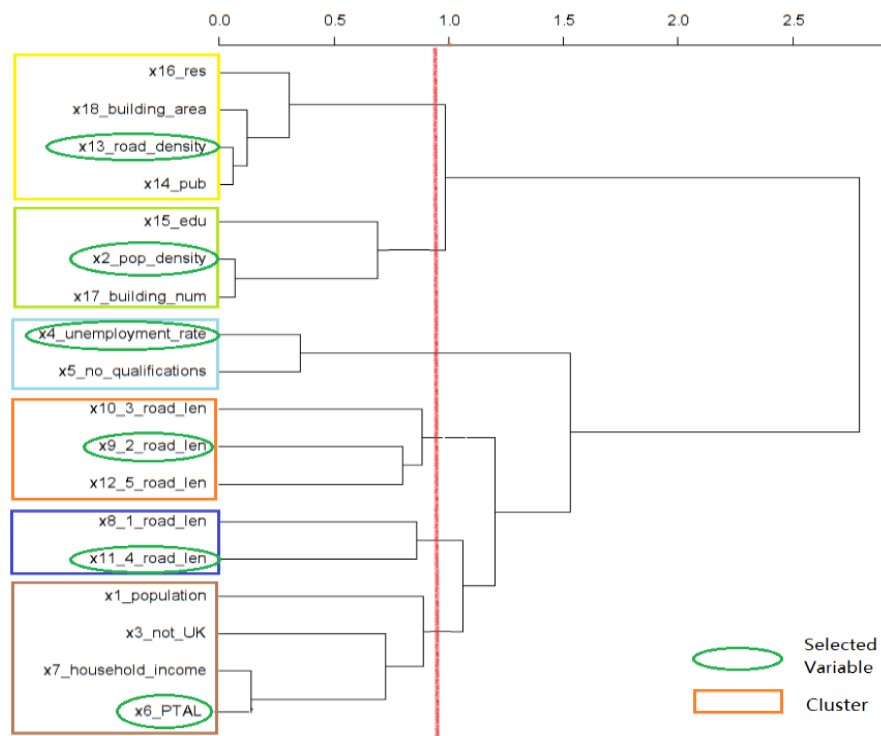 0.0 0.5 1.0 1.5 2.0 2.5
x16_res
x18_building_area
x13_road_density
x14_pub
x15_edu
x2_pop_density
x17_building_num
x4_unemployment_rate
x5_no_qualifications
x10_3_road_len
x9_2_road_len
x12_5_road_len
x8_1_road_len
x11_4_road_len
x1_population
x3_not_UK
x7_household_income
x6_PTAL
Selected
Variable
Cluster